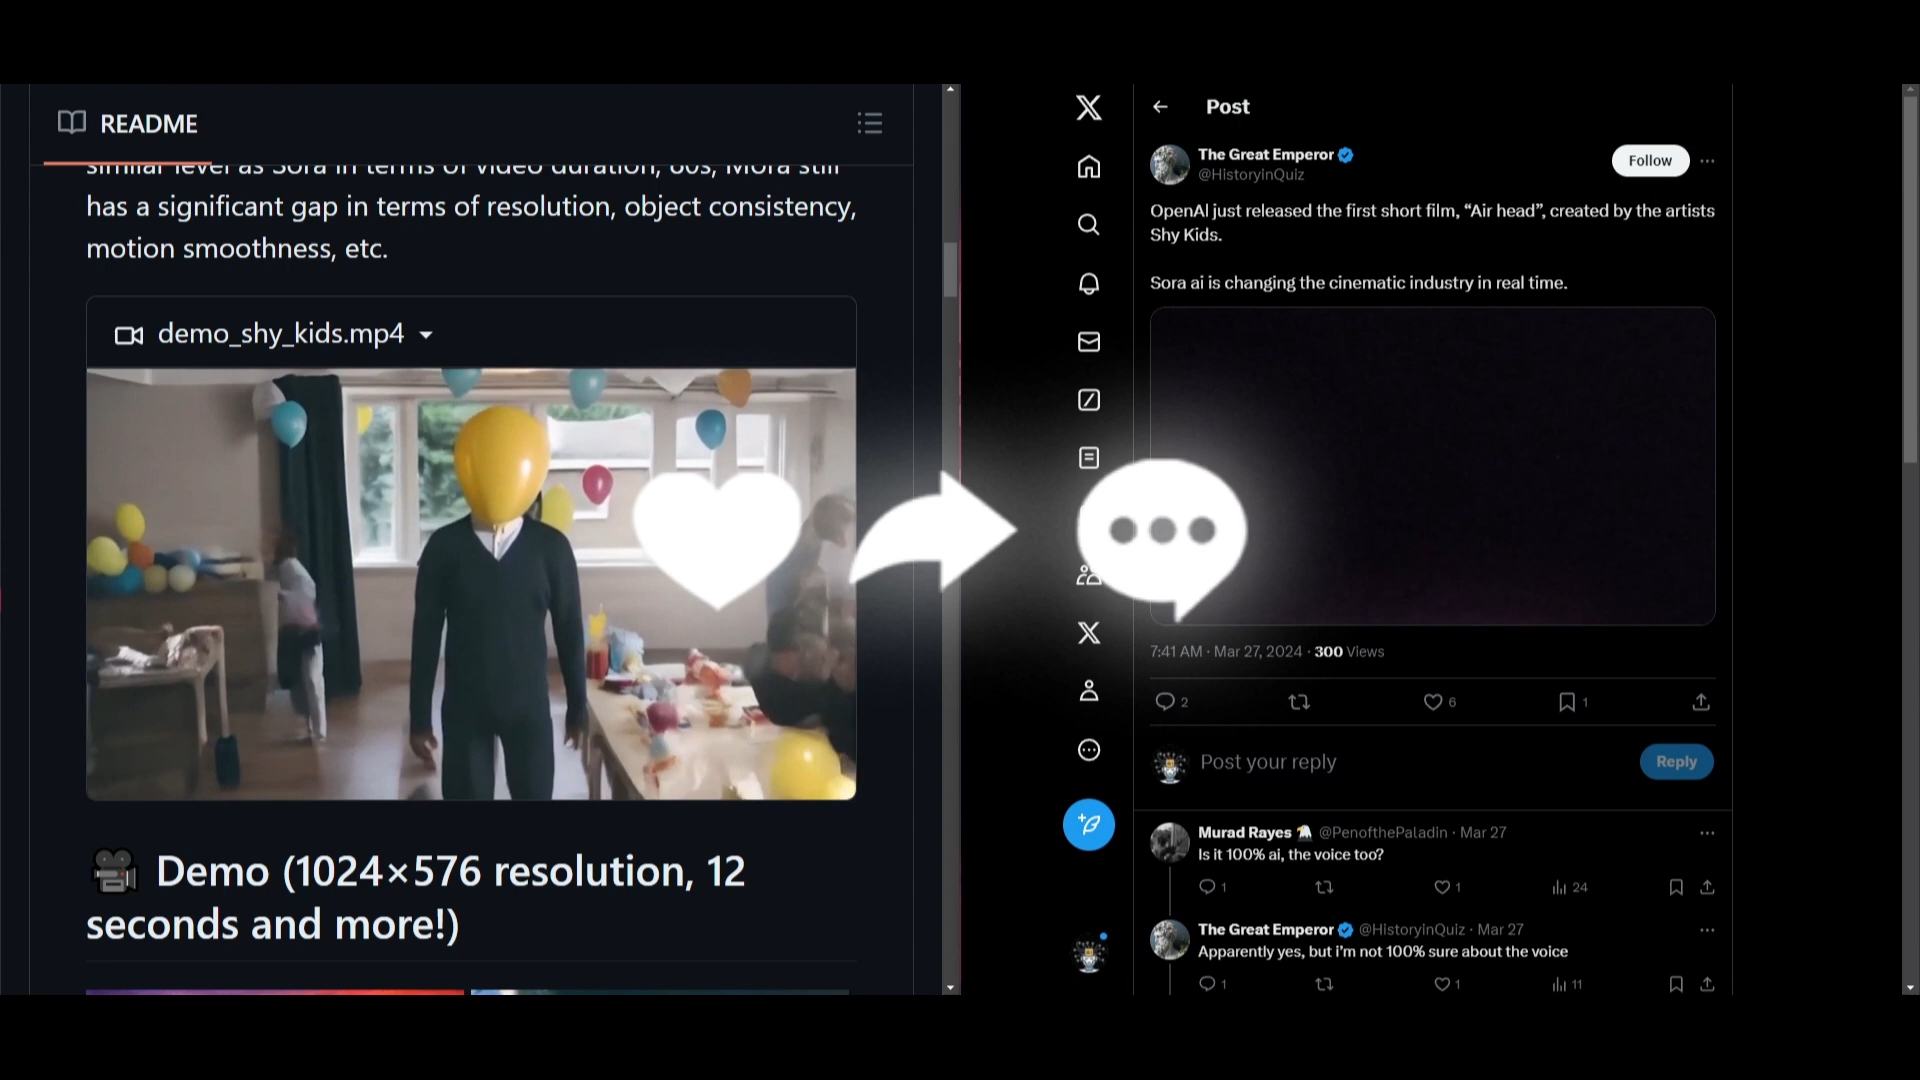 README
similar level as Sora in terms of video duration, 80s, Mora still
has a significant gap in terms of resolution, object consistency,
motion smoothness, etc.
demo_shy_kids.mp4
Demo (1024×576 resolution, 12
seconds and more!)
Post
The Great Emperor
@HistoryinQuiz
Follow
OpenAI just released the first short film, “Air head”, created by the artists
Shy Kids.
Sora ai is changing the cinematic industry in real time.
7:41 AM · Mar 27, 2024 · 300 Views
2
6
1
Post your reply
Reply
Murad Rayes @PenofthePaladin · Mar 27
Is it 100% ai, the voice too?
1
1
24
The Great Emperor @HistoryinQuiz · Mar 27
Apparently yes, but i'm not 100% sure about the voice
1
1
11